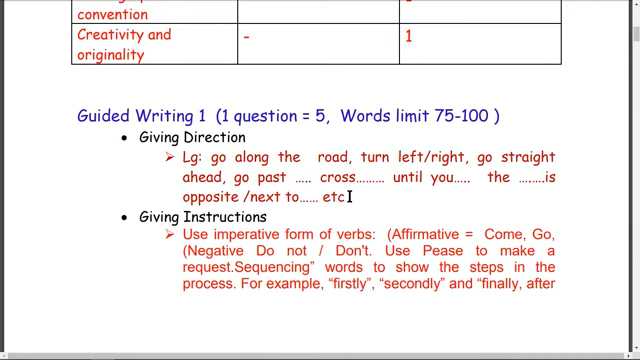 convention
Creativity and - 1
originality
Guided Writing 1 (1 question = 5, Words limit 75-100 )
• Giving Direction
➢ Lg: go along the road, turn left/right, go straight
ahead, go past ….. cross……… until you….. the ……..is
opposite /next to…… etc
• Giving Instructions
➢ Use imperative form of verbs: (Affirmative = Come, Go,
(Negative Do not / Don't. Use Pease to make a
request.Sequencing” words to show the steps in the
process. For example, “firstly”, “secondly” and “finally, after